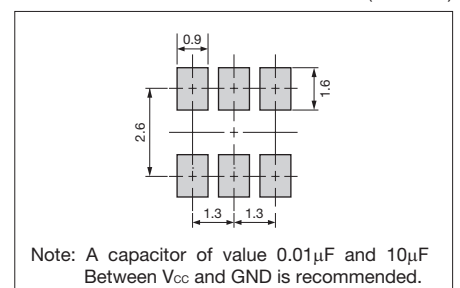 0.9
1.6
2.6
1.3 1.3
Note: A capacitor of value 0.01μF and 10μF
Between Vcc and GND is recommended.